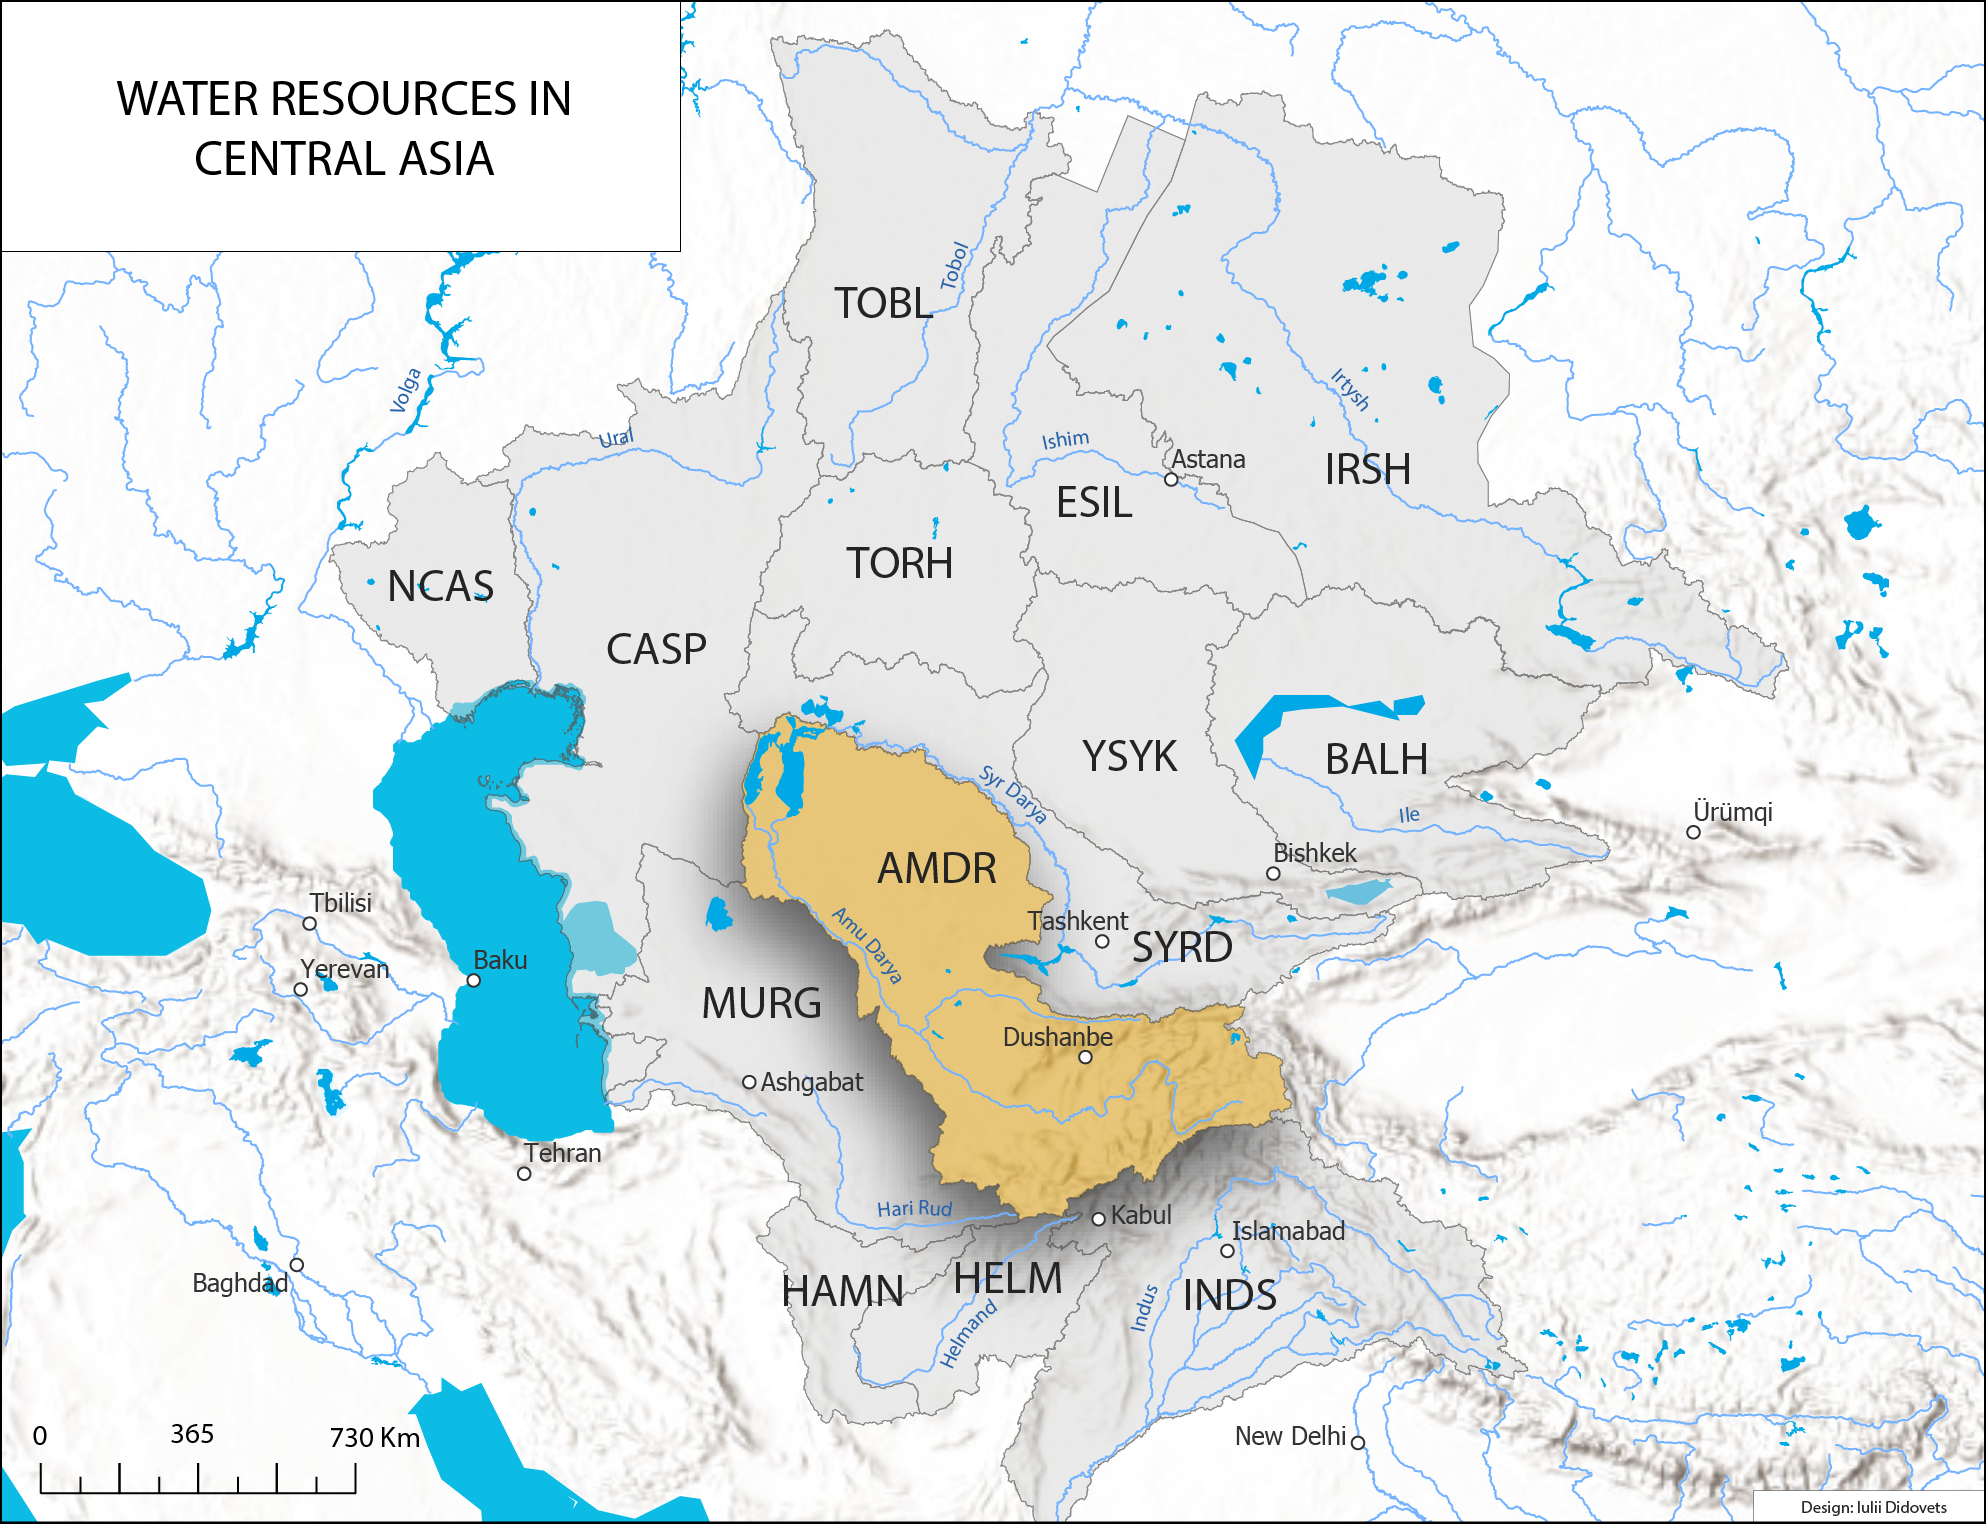 WATER RESOURCES IN
CENTRAL ASIA
Tobol
TOBL
Volga
Irtysh
Ural
Ishim
Astana
IRSH
ESIL
TORH
NCAS
CASP
YSYK
BALH
Syr Darya
Ile
Ürümqi
Bishkek
AMDR
Tbilisi
Amu Darya
Tashkent
SYRD
Baku
Yerevan
MURG
Dushanbe
Ashgabat
Tehran
Hari Rud
Kabul
Islamabad
Baghdad
HAMN
HELM
INDS
Indus
Helmand
New Delhi
0 365 730 Km
Design: Iulii Didovets